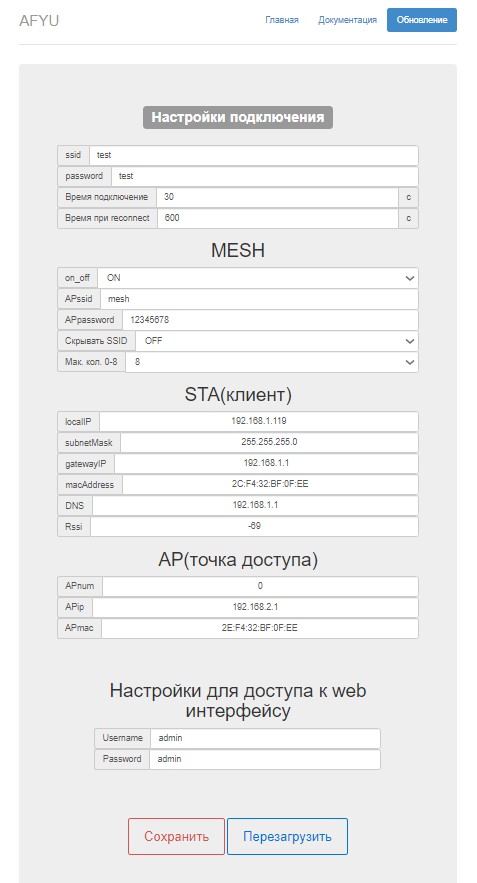 AFYU Главная Документация Обновление
Настройки подключения
ssid test
password test
Время подключение 30 с
Время при reconnect 600 с
MESH
on_off ON
APssid mesh
APpassword 12345678
Скрывать SSID OFF
Мак. кол. 0-8 8
STA(клиент)
localIP 192.168.1.119
subnetMask 255.255.255.0
gatewayIP 192.168.1.1
macAddress 2C:F4:32:BF:0F:EE
DNS 192.168.1.1
Rssi -69
AP(точка доступа)
APnum 0
APip 192.168.2.1
APmac 2E:F4:32:BF:0F:EE
Настройки для доступа к web
интерфейсу
Username admin
Password admin
Сохранить Перезагрузить